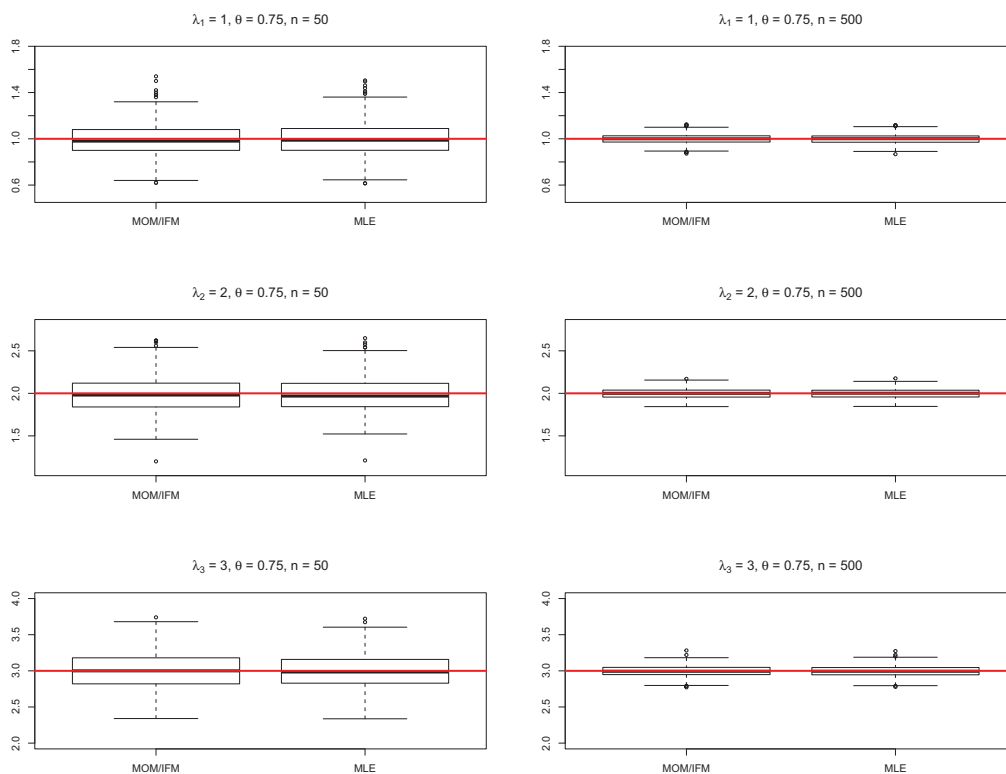 λ₁ = 1, θ = 0.75, n = 50
1.8
1.4
1.0
0.6
MOM/IFM MLE
λ₁ = 1, θ = 0.75, n = 500
1.8
1.4
1.0
0.6
MOM/IFM MLE
λ₂ = 2, θ = 0.75, n = 50
2.5
2.0
1.5
MOM/IFM MLE
λ₂ = 2, θ = 0.75, n = 500
2.5
2.0
1.5
MOM/IFM MLE
λ₃ = 3, θ = 0.75, n = 50
4.0
3.5
3.0
2.5
2.0
MOM/IFM MLE
λ₃ = 3, θ = 0.75, n = 500
4.0
3.5
3.0
2.5
2.0
MOM/IFM MLE